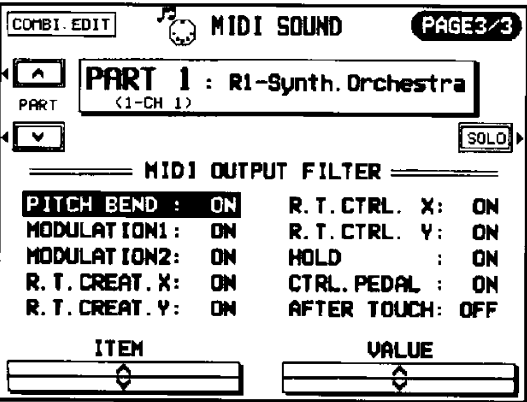 COMBI.EDIT MIDI SOUND PAGE3/3
PART 1 : R1-Synth.Orchestra
PART (1-CH 1)
SOLO
MIDI OUTPUT FILTER
PITCH BEND : ON R.T.CTRL. X: ON
MODULATION1: ON R.T.CTRL. Y: ON
MODULATION2: ON HOLD : ON
R.T.CREAT.X: ON CTRL.PEDAL : ON
R.T.CREAT.Y: ON AFTER TOUCH: OFF
ITEM VALUE